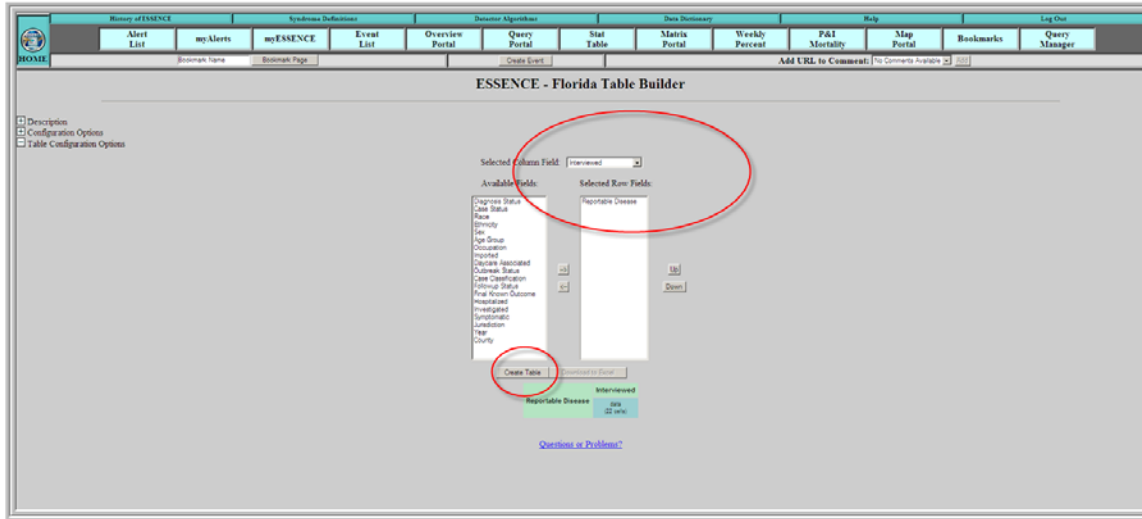 History of ESSENCE Syndrome Definitions Detector Algorithms Data Dictionary Help Log Out
HOME
Alert List myAlerts myESSENCE Event List Overview Portal Query Portal Stat Table Matrix Portal Weekly Percent P&I Mortality Map Portal Bookmarks Query Manager
Bookmark Name Bookmark Page Create Event Add URL to Comment: No Comments Available Add
ESSENCE - Florida Table Builder
Description
Configuration Options
Table Configuration Options
Selected Column Field: Interviewed
Available Fields: Selected Row Fields:
Diagnosis Status Reportable Disease
Case Status
Race
Ethnicity
Sex
Age Group
Occupation
Imported
Daycare Associated
Outbreak Status
Case Classification
Followup Status
Final Known Outcome
Hospitalized
Investigated
Symptomatic
Jurisdiction
Year
County
-> Up
<- Down
Create Table Download to Excel
Interviewed
Reportable Disease data
(22 cells)
Questions or Problems?